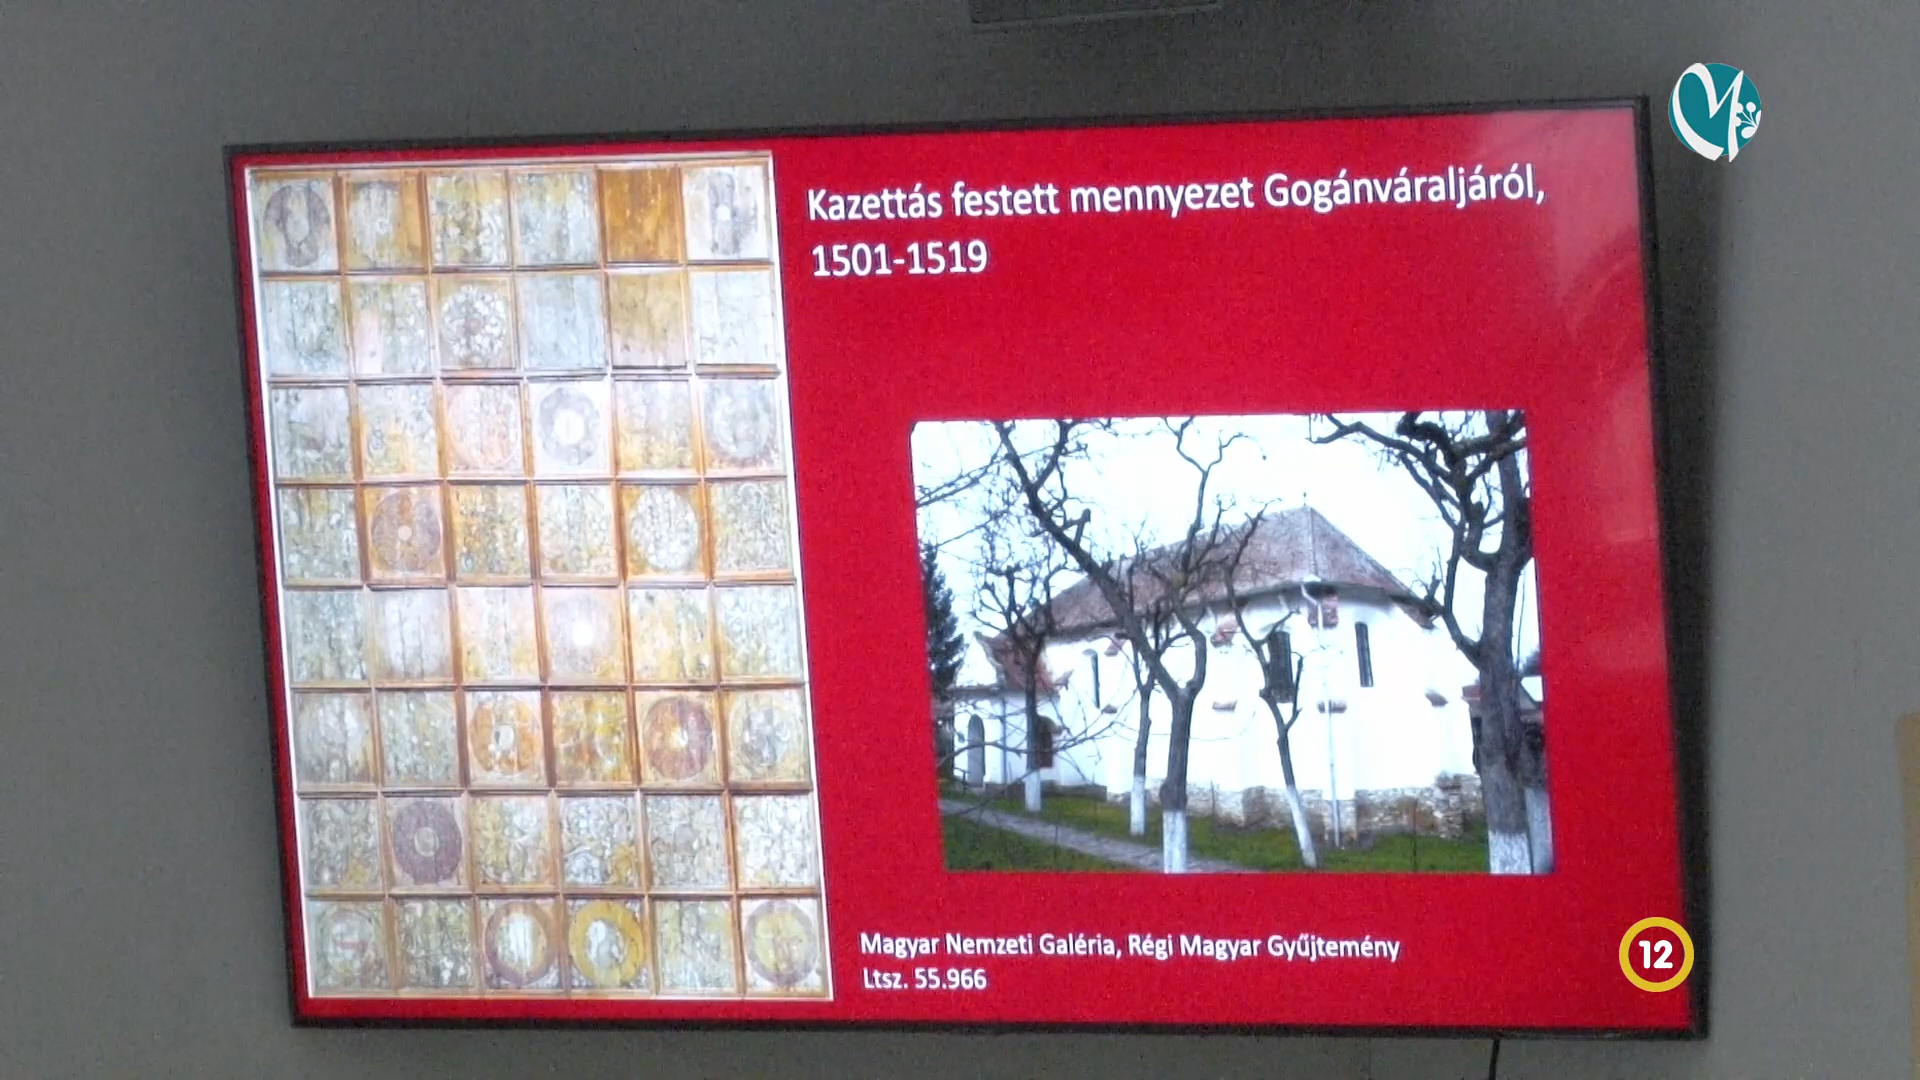 Kazettás festett mennyezet Gogánváraljáról,
1501-1519
Magyar Nemzeti Galéria, Régi Magyar Gyűjtemény
Ltsz. 55.966
12